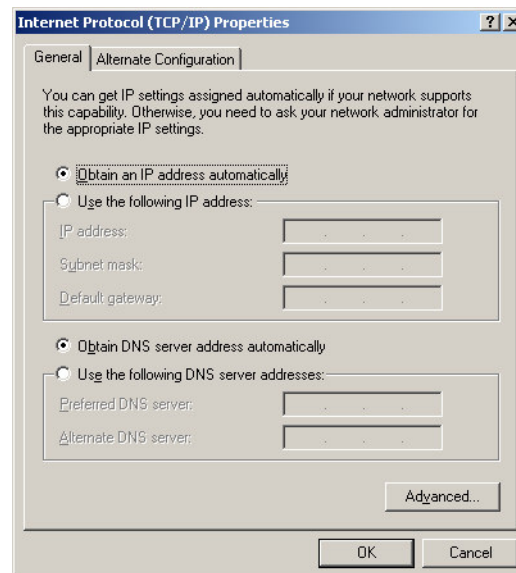 Internet Protocol (TCP/IP) Properties
General
Alternate Configuration
You can get IP settings assigned automatically if your network supports
this capability. Otherwise, you need to ask your network administrator for
the appropriate IP settings.
Obtain an IP address automatically
Use the following IP address:
IP address:
Subnet mask:
Default gateway:
Obtain DNS server address automatically
Use the following DNS server addresses:
Preferred DNS server:
Alternate DNS server:
Advanced...
OK
Cancel